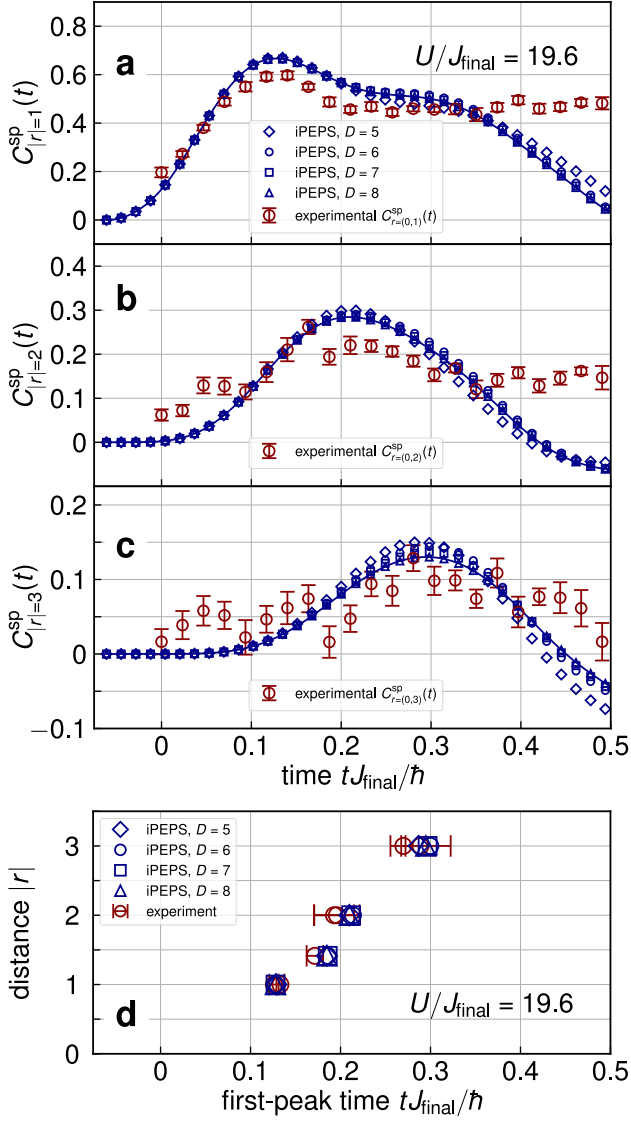 0.8
0.6
0.4
0.2
0
C^sp_|r|=1(t)
a
U/J_final = 19.6
iPEPS, D = 5
iPEPS, D = 6
iPEPS, D = 7
iPEPS, D = 8
experimental C^sp_r=(0,1)(t)
0.4
0.3
0.2
0.1
0
C^sp_|r|=2(t)
b
experimental C^sp_r=(0,2)(t)
0.2
0.1
0
−0.1
C^sp_|r|=3(t)
c
experimental C^sp_r=(0,3)(t)
0 0.1 0.2 0.3 0.4 0.5
time tJ_final/ħ
iPEPS, D = 5
iPEPS, D = 6
iPEPS, D = 7
iPEPS, D = 8
experiment
3
2
1
0
distance |r|
d
U/J_final = 19.6
0 0.1 0.2 0.3 0.4 0.5
first-peak time tJ_final/ħ